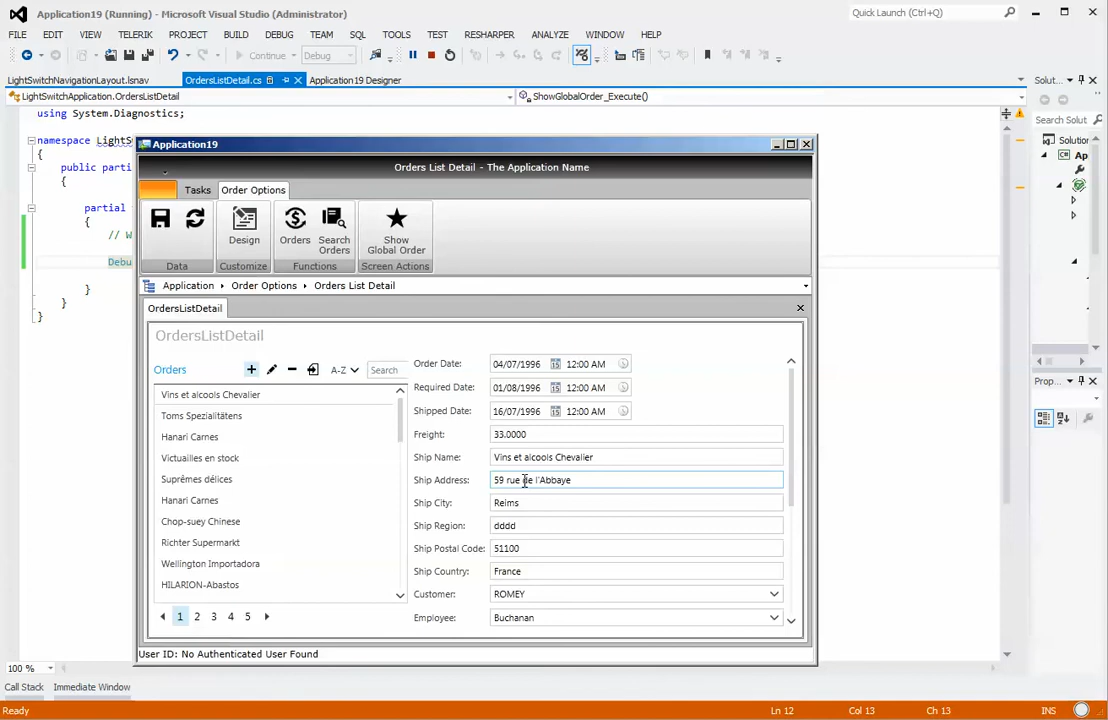 Application19 (Running) - Microsoft Visual Studio (Administrator)
Quick Launch (Ctrl+Q)
FILE EDIT VIEW TELERIK PROJECT BUILD DEBUG TEAM SQL TOOLS TEST RESHARPER ANALYZE WINDOW HELP
Continue Debug
LightSwitchNavigationLayout.lsnav OrdersListDetail.cs Application19 Designer Solut...
LightSwitchApplication.OrdersListDetail ShowGlobalOrder_Execute()
using System.Diagnostics;
Search Solut
namespace LightS
Solution
{
Ap
public parti
{
partial
{
// W
Debu
}
}
}
Application19
Orders List Detail - The Application Name
Tasks Order Options
Design Orders Search Orders Show Global Order
Data Customize Functions Screen Actions
Application Order Options Orders List Detail
OrdersListDetail
OrdersListDetail
Orders A-Z Search
Vins et alcools Chevalier
Toms Spezialitätens
Hanari Carnes
Victuailles en stock
Suprêmes délices
Hanari Carnes
Chop-suey Chinese
Richter Supermarkt
Wellington Importadora
HILARION-Abastos
1 2 3 4 5
Order Date: 04/07/1996 15 12:00 AM
Required Date: 01/08/1996 15 12:00 AM
Shipped Date: 16/07/1996 15 12:00 AM
Freight: 33.0000
Ship Name: Vins et alcools Chevalier
Ship Address: 59 rue de l'Abbaye
Ship City: Reims
Ship Region: dddd
Ship Postal Code: 51100
Ship Country: France
Customer: ROMEY
Employee: Buchanan
User ID: No Authenticated User Found
Prop...
100 %
Call Stack Immediate Window
Ready Ln 12 Col 13 Ch 13 INS